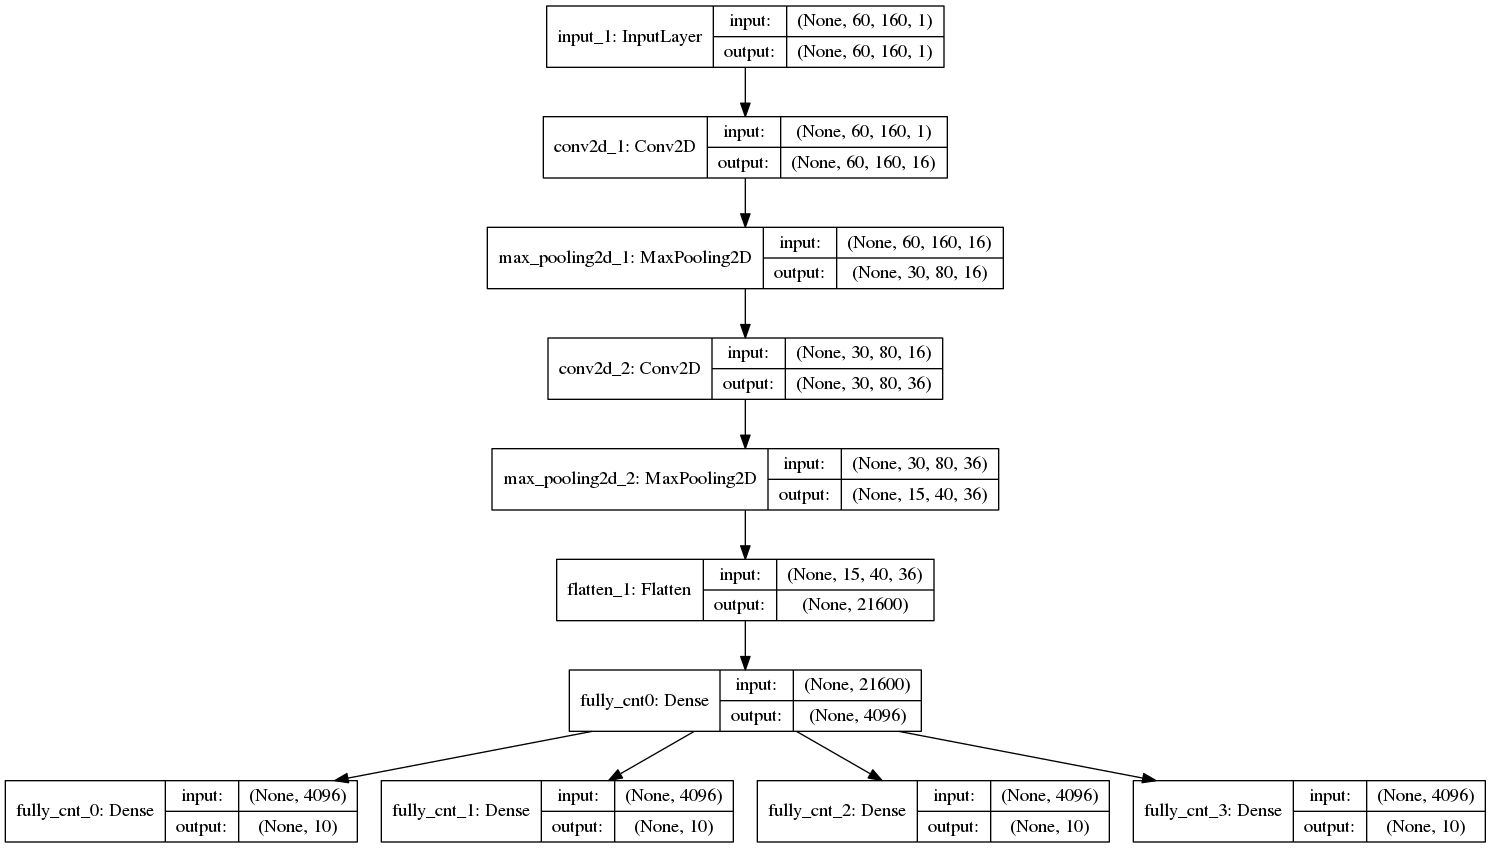 input_1: InputLayer
input: (None, 60, 160, 1)
output: (None, 60, 160, 1)
conv2d_1: Conv2D
input: (None, 60, 160, 1)
output: (None, 60, 160, 16)
max_pooling2d_1: MaxPooling2D
input: (None, 60, 160, 16)
output: (None, 30, 80, 16)
conv2d_2: Conv2D
input: (None, 30, 80, 16)
output: (None, 30, 80, 36)
max_pooling2d_2: MaxPooling2D
input: (None, 30, 80, 36)
output: (None, 15, 40, 36)
flatten_1: Flatten
input: (None, 15, 40, 36)
output: (None, 21600)
fully_cnt0: Dense
input: (None, 21600)
output: (None, 4096)
fully_cnt_0: Dense
input: (None, 4096)
output: (None, 10)
fully_cnt_1: Dense
input: (None, 4096)
output: (None, 10)
fully_cnt_2: Dense
input: (None, 4096)
output: (None, 10)
fully_cnt_3: Dense
input: (None, 4096)
output: (None, 10)